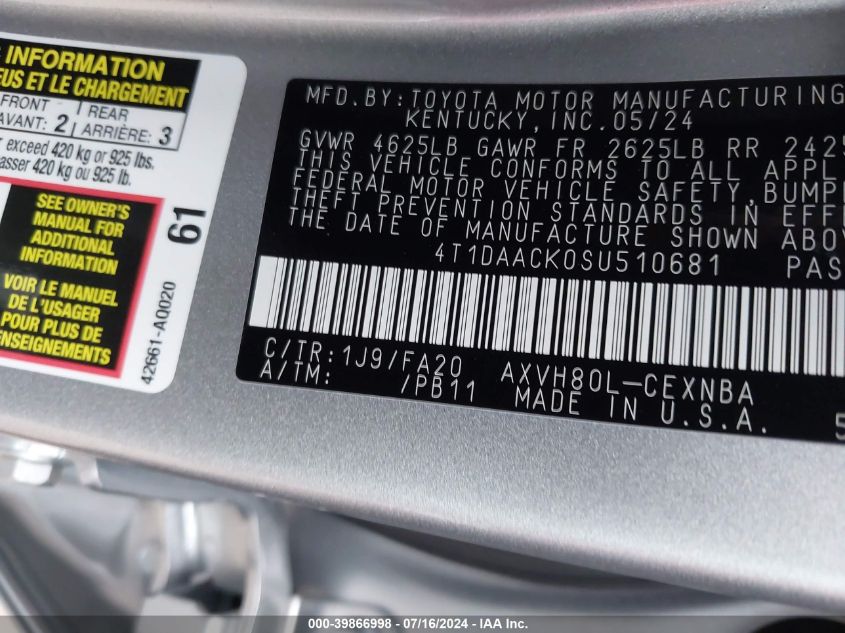 INFORMATION
EUS ET LE CHARGEMENT
FRONT
AVANT: 2
REAR
ARRIÈRE: 3
exceed 420 kg or 925 lbs.
passer 420 kg ou 925 lb.
SEE OWNER'S
MANUAL FOR
ADDITIONAL
INFORMATION
VOIR LE MANUEL
DE L'USAGER
POUR PLUS DE
ENSEIGNEMENTS
61
42661-A0020
MFD.BY:TOYOTA MOTOR MANUFACTURING
KENTUCKY,INC.05/24
GVWR 4625LB GAWR FR 2625LB RR 2425
THIS VEHICLE CONFORMS TO ALL APPL
FEDERAL MOTOR VEHICLE SAFETY,BUMP
THEFT PREVENTION STANDARDS IN EFF
THE DATE OF MANUFACTURE SHOWN ABO
4T1DAACK0SU510681 PAS
C/TR:1J9/FA20 AXVH80L-CEXNBA
A/TM: /PB11 MADE IN U.S.A.
000-39866998 / 07/16/2024 - IAA Inc.